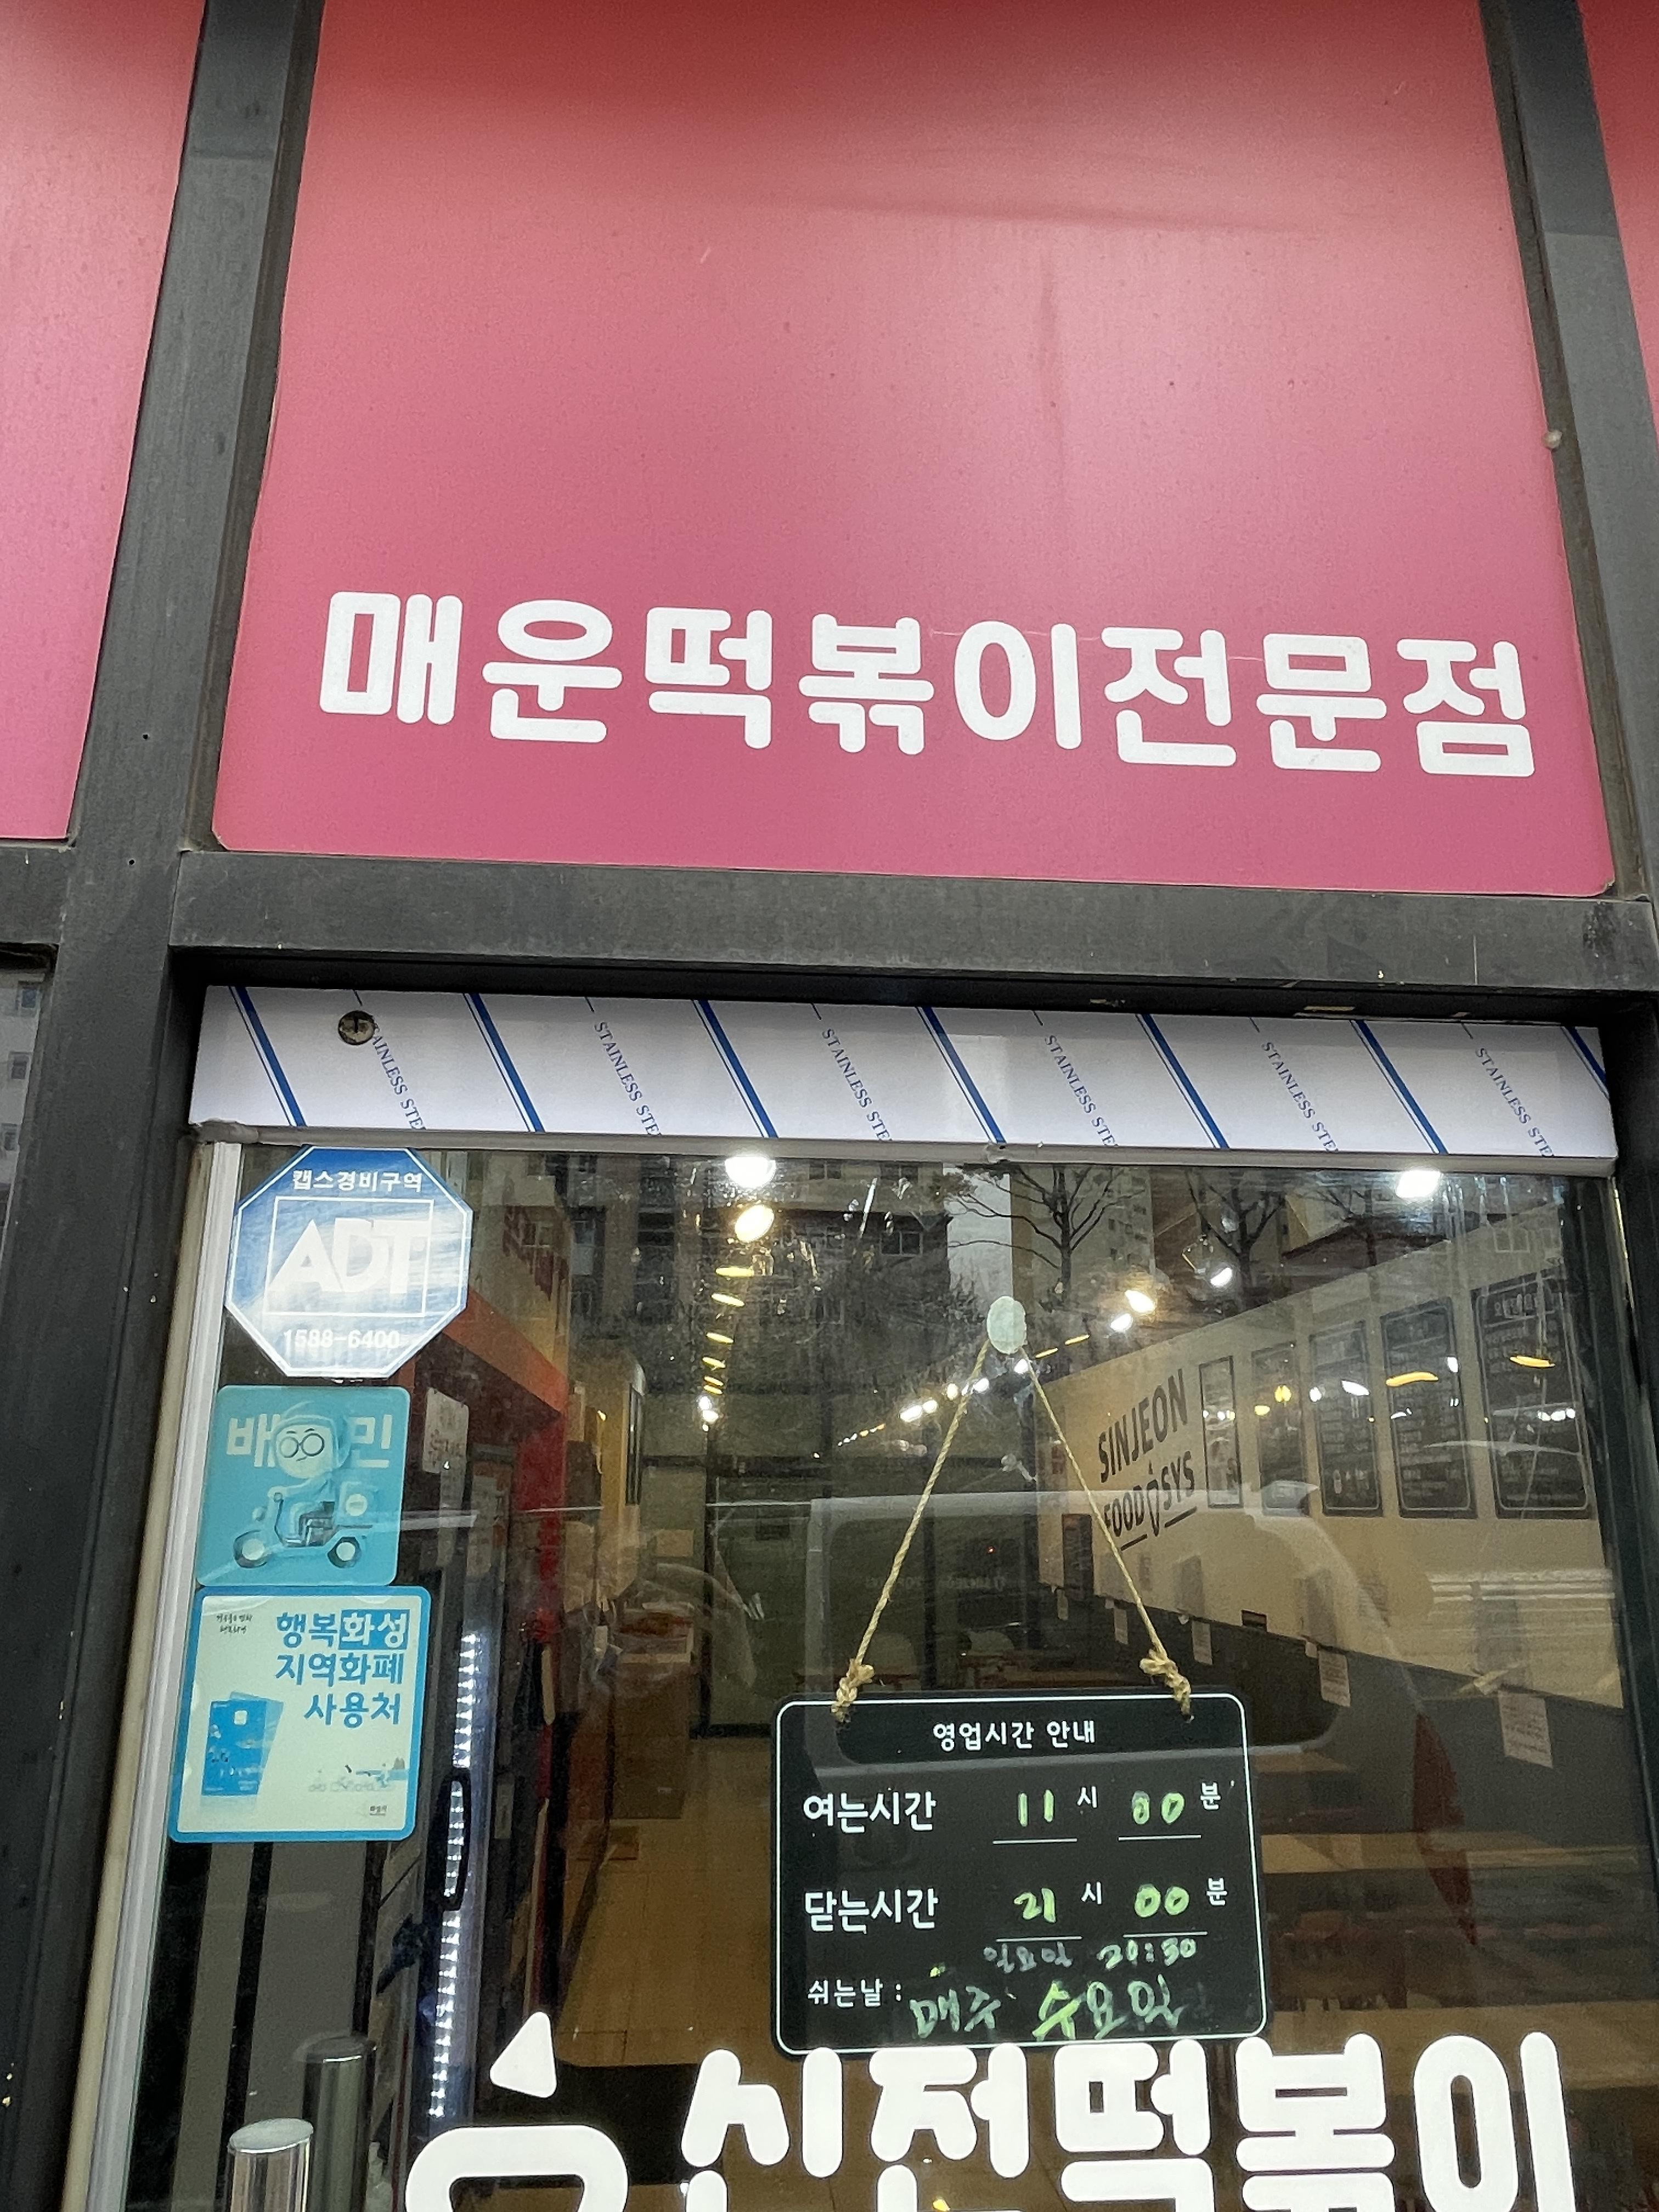 매운떡볶이전문점
STAINLESS STE
STAINLESS STE
STAINLESS STE
STAINLESS STE
STAINLESS STE
캡스경비구역
ADT
1588-6400
배 민
SINJEON
FOOD SYS
행복화성
지역화폐
사용처
영업시간 안내
여는시간 11 시 00 분
닫는시간 21 시 00 분
일요일 20:30
쉬는날 : 매주 수요일
신전떡볶이